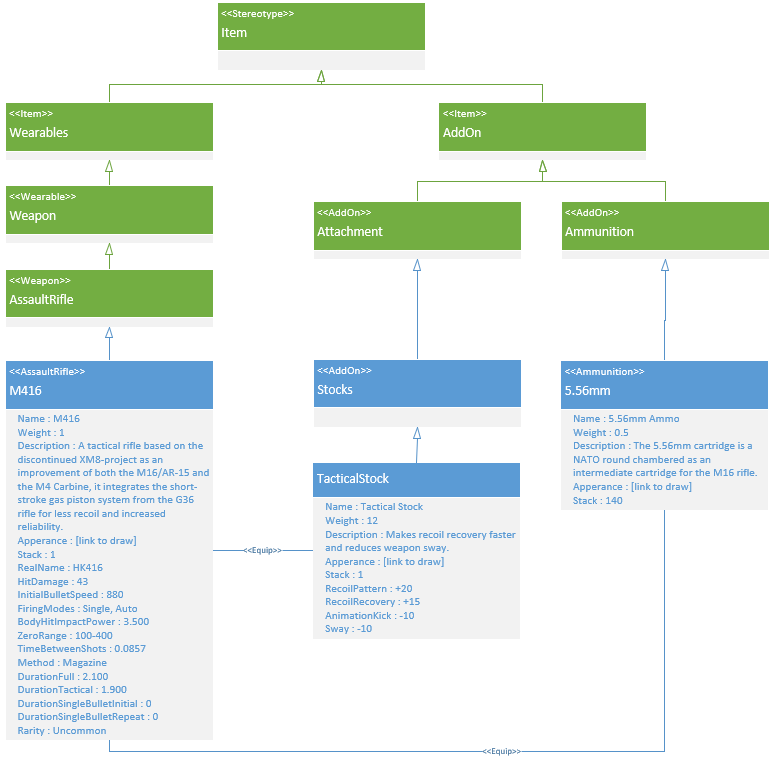 <<Stereotype>>
Item
<<Item>>
Wearables
<<Item>>
AddOn
<<Wearable>>
Weapon
<<AddOn>>
Attachment
<<AddOn>>
Ammunition
<<Weapon>>
AssaultRifle
<<AssaultRifle>>
M416
Name : M416
Weight : 1
Description : A tactical rifle based on the
discontinued XM8-project as an
improvement of both the M16/AR-15 and
the M4 Carbine, it integrates the short-
stroke gas piston system from the G36
rifle for less recoil and increased
reliability.
Apperance : [link to draw]
Stack : 1
RealName : HK416
HitDamage : 43
InitialBulletSpeed : 880
FiringModes : Single, Auto
BodyHitImpactPower : 3.500
ZeroRange : 100-400
TimeBetweenShots : 0.0857
Method : Magazine
DurationFull : 2.100
DurationTactical : 1.900
DurationSingleBulletInitial : 0
DurationSingleBulletRepeat : 0
Rarity : Uncommon
<<AddOn>>
Stocks
TacticalStock
Name : Tactical Stock
Weight : 12
Description : Makes recoil recovery faster
and reduces weapon sway.
Apperance : [link to draw]
Stack : 1
RecoilPattern : +20
RecoilRecovery : +15
AnimationKick : -10
Sway : -10
<<Ammunition>>
5.56mm
Name : 5.56mm Ammo
Weight : 0.5
Description : The 5.56mm cartridge is a
NATO round chambered as an
intermediate cartridge for the M16 rifle.
Apperance : [link to draw]
Stack : 140
<<Equip>>
<<Equip>>